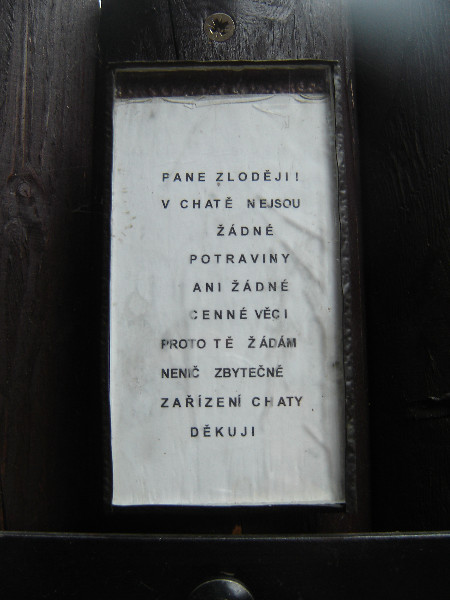 PANE ZLODĚJI!
V CHATĚ NEJSOU
ŽÁDNÉ
POTRAVINY
ANI ŽÁDNÉ
CENNÉ VĚCI
PROTO TĚ ŽÁDÁM
NENIČ ZBYTEČNĚ
ZAŘÍZENÍ CHATY
DĚKUJI